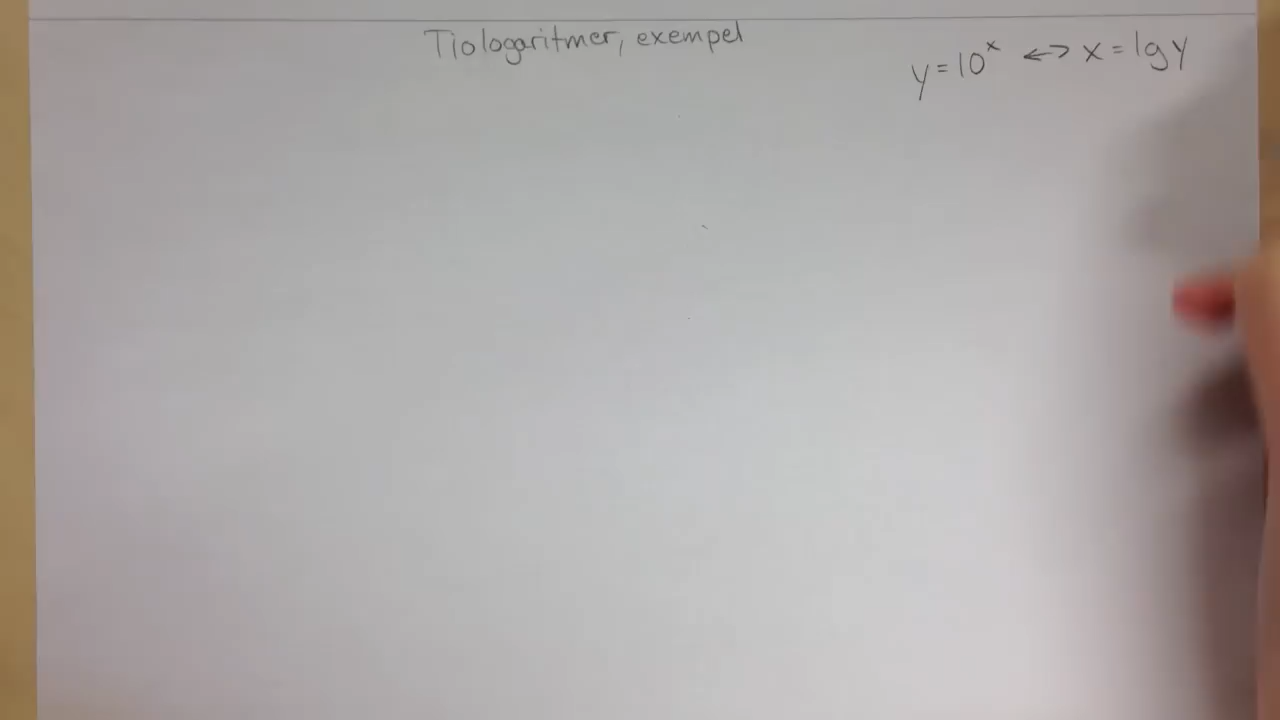 Tiologaritmer, exempel
y = 10^x ↔ x = lg y